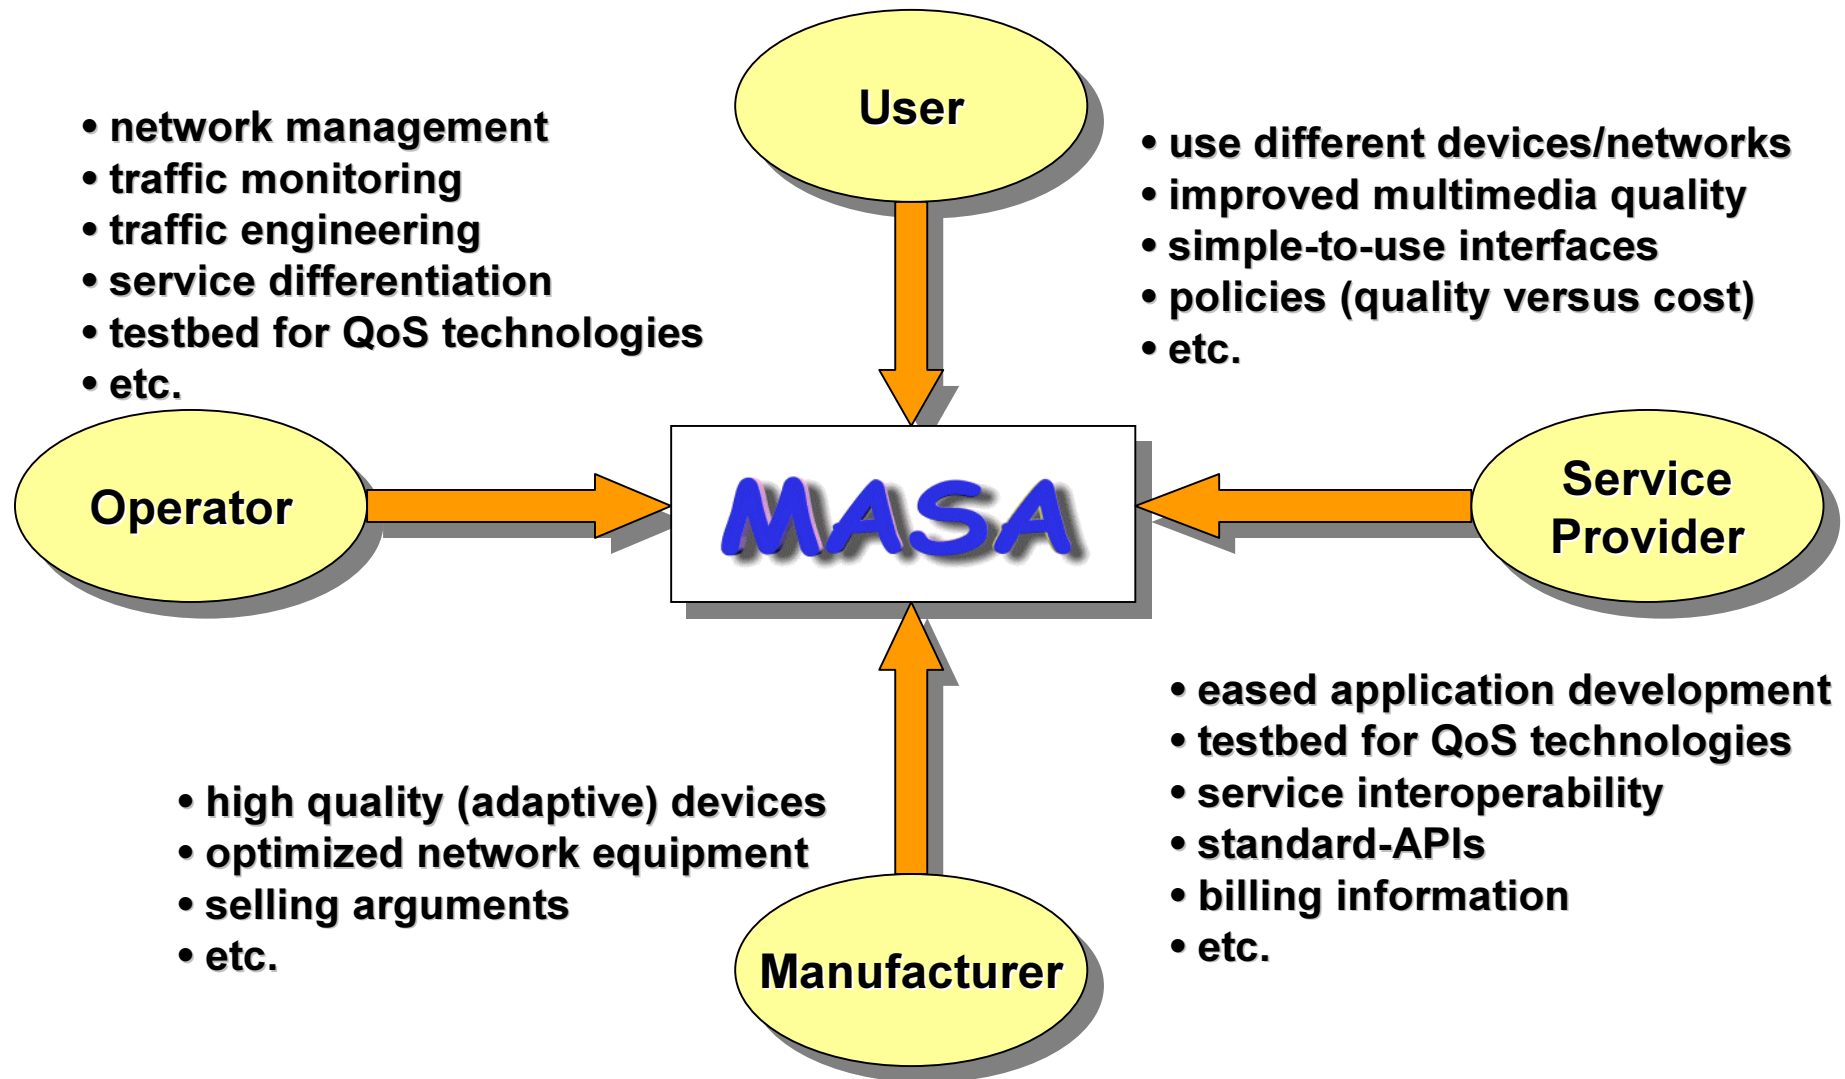 User
• network management
• traffic monitoring
• traffic engineering
• service differentiation
• testbed for QoS technologies
• etc.
• use different devices/networks
• improved multimedia quality
• simple-to-use interfaces
• policies (quality versus cost)
• etc.
Operator
MASA
Service
Provider
• high quality (adaptive) devices
• optimized network equipment
• selling arguments
• etc.
• eased application development
• testbed for QoS technologies
• service interoperability
• standard-APIs
• billing information
• etc.
Manufacturer